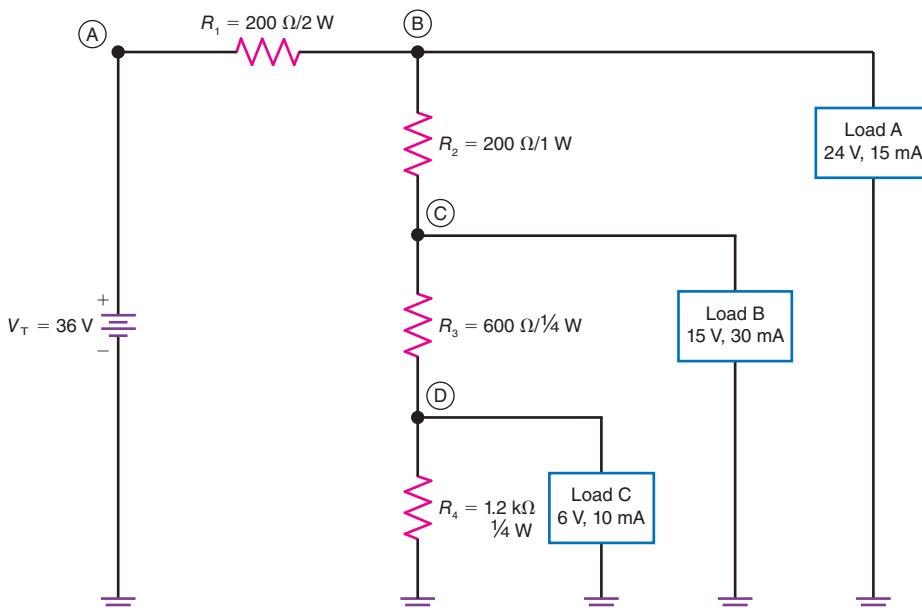 A
R₁ = 200 Ω/2 W
B
Load A
24 V, 15 mA
R₂ = 200 Ω/1 W
C
+
V_T = 36 V
−
R₃ = 600 Ω/¼ W
Load B
15 V, 30 mA
D
R₄ = 1.2 kΩ
¼ W
Load C
6 V, 10 mA